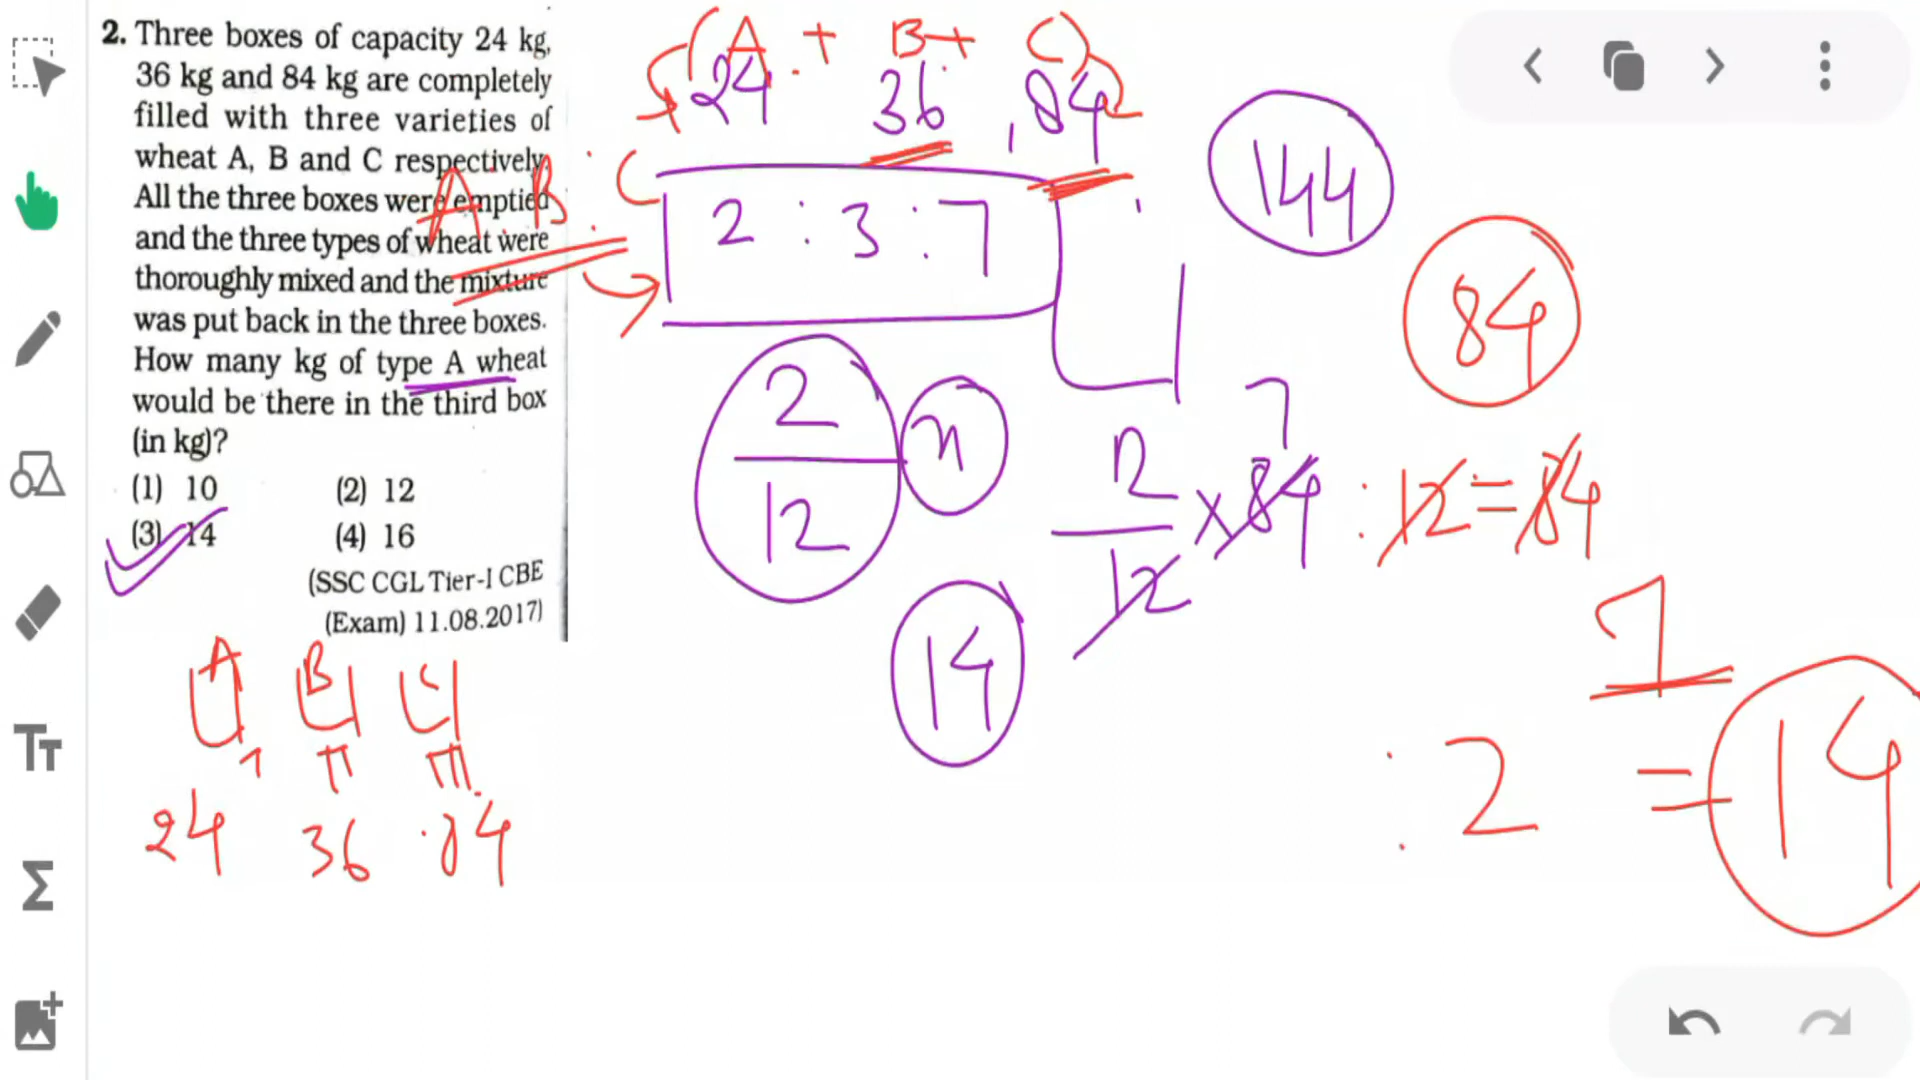 2. Three boxes of capacity 24 kg,
36 kg and 84 kg are completely
filled with three varieties of
wheat A, B and C respectively.
All the three boxes were emptied
and the three types of wheat were
thoroughly mixed and the mixture
was put back in the three boxes.
How many kg of type A wheat
would be there in the third box
(in kg)?
(1) 10 (2) 12
(3) 14 (4) 16
(SSC CGL Tier-I CBE
(Exam) 11.08.2017)
A B C
I II III
24 36 84
(A + B + C)
24 36 84
A : B : C
2 : 3 : 7
144
84
2/12
2/12 × 84
7
14
: 12 = 84
7
: 2 = 14
TT
Σ